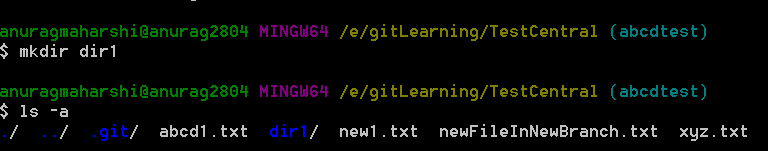 anuragmaharshi@anurag2804 MINGW64 /e/gitLearning/TestCentral (abcdtest)
$ mkdir dir1
anuragmaharshi@anurag2804 MINGW64 /e/gitLearning/TestCentral (abcdtest)
$ ls -a
./ ../ .git/ abcd1.txt dir1/ new1.txt newFileInNewBranch.txt xyz.txt